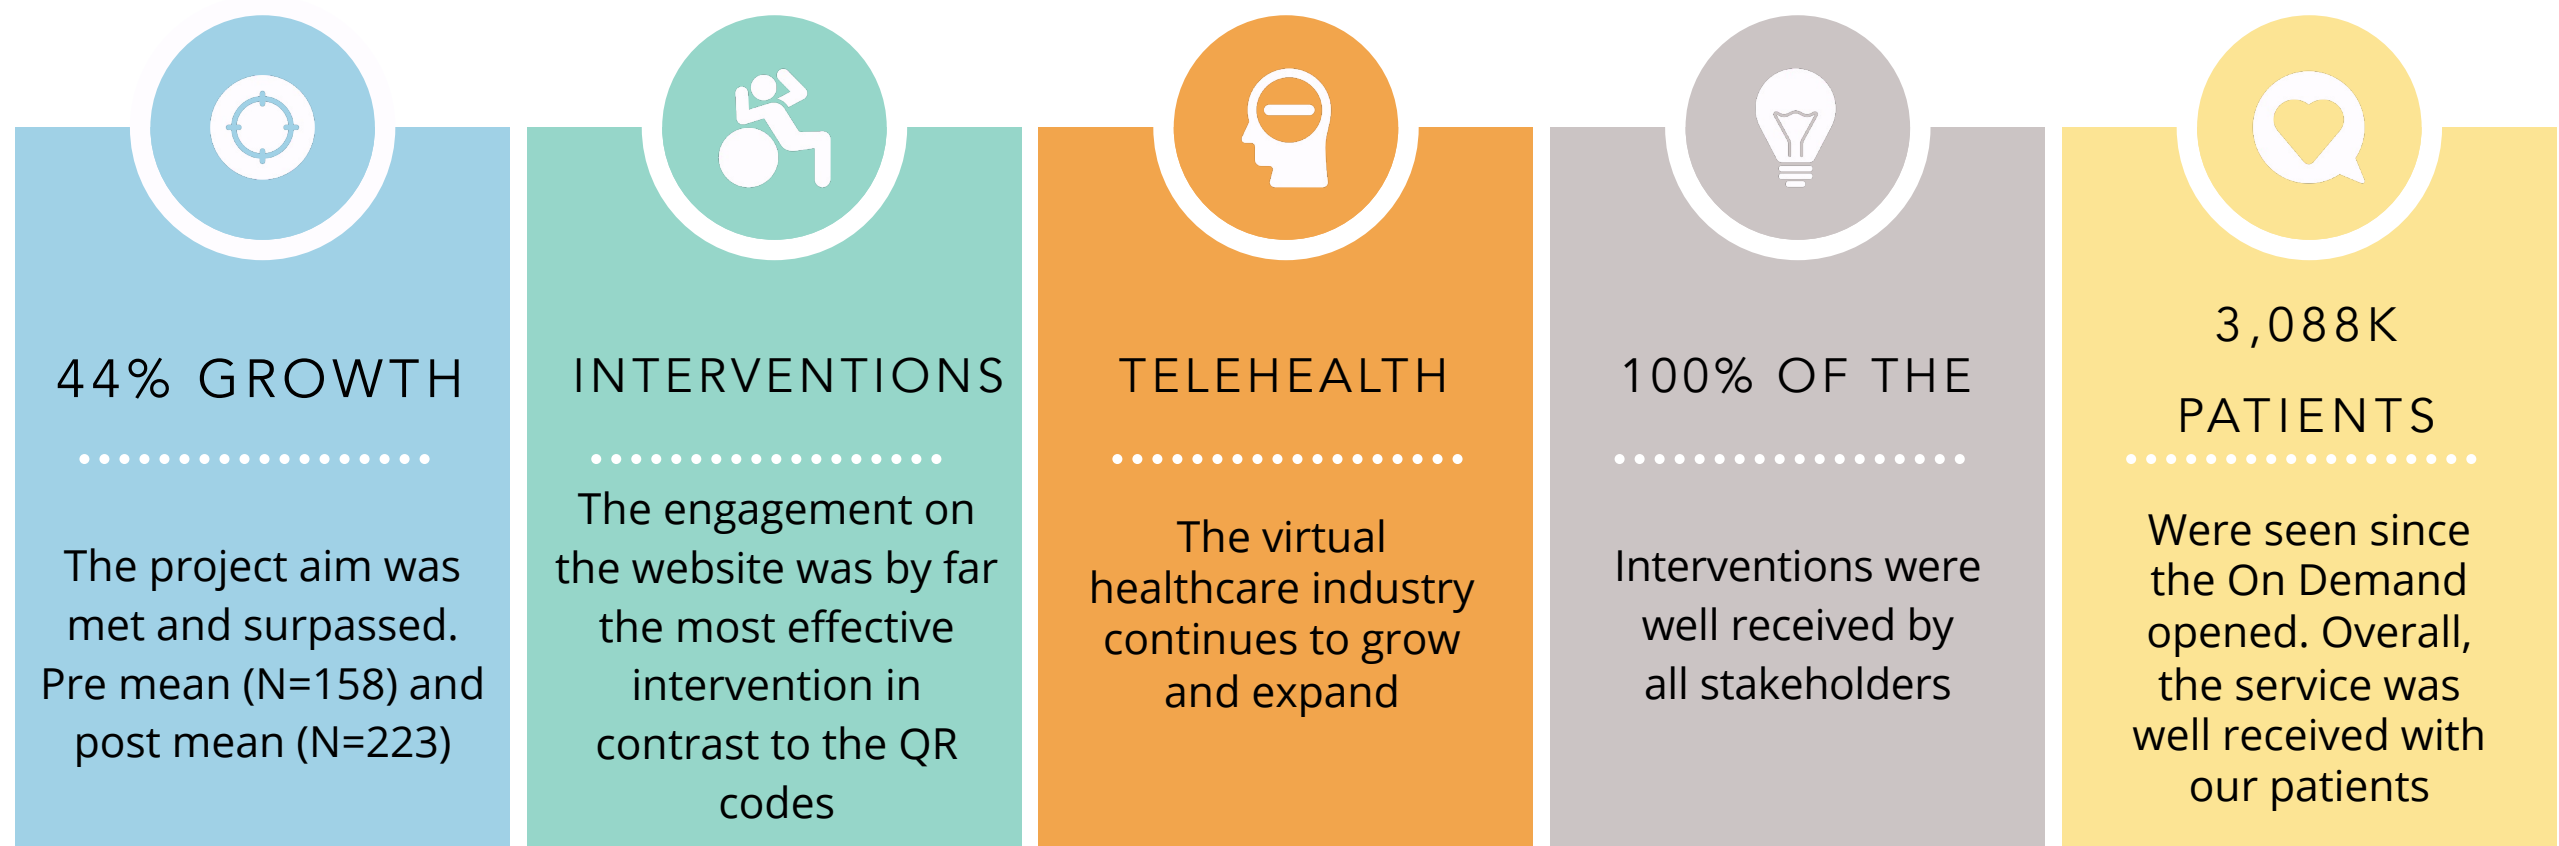 44% GROWTH
The project aim was
met and surpassed.
Pre mean (N=158) and
post mean (N=223)
INTERVENTIONS
The engagement on
the website was by far
the most effective
intervention in
contrast to the QR
codes
TELEHEALTH
The virtual
healthcare industry
continues to grow
and expand
100% OF THE
Interventions were
well received by
all stakeholders
3,088K
PATIENTS
Were seen since
the On Demand
opened. Overall,
the service was
well received with
our patients